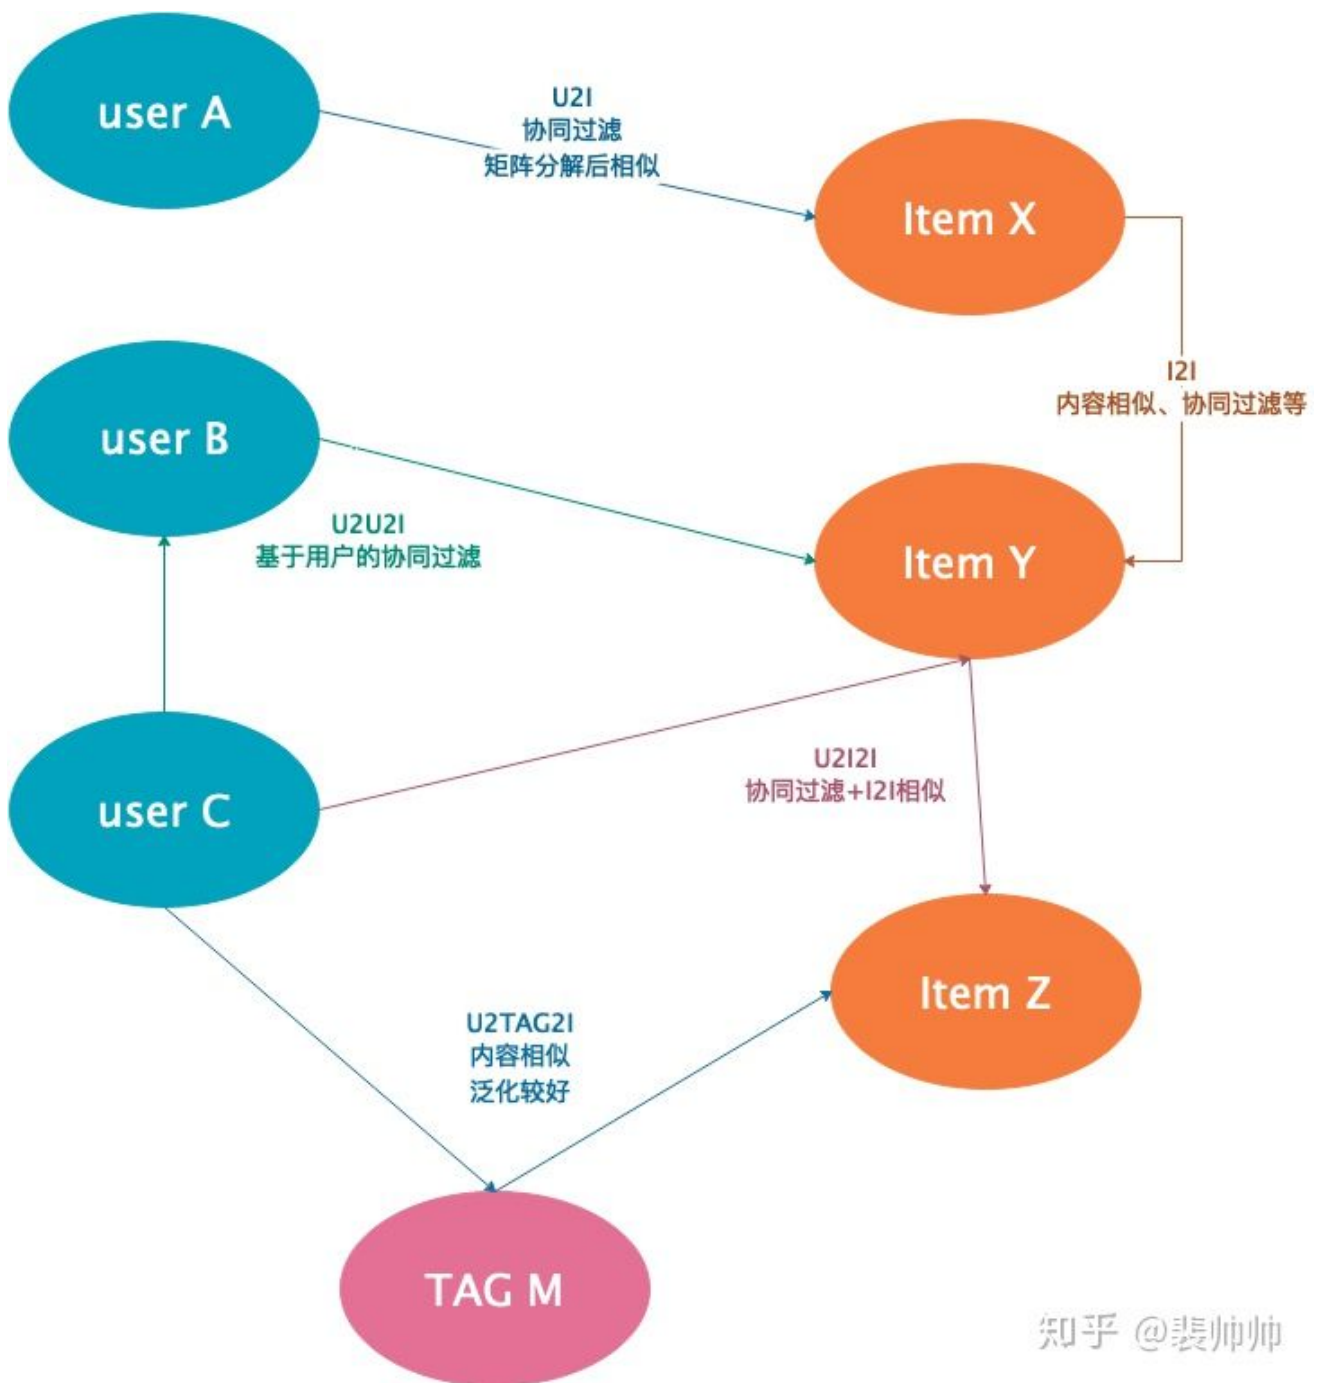 user A
U2I
协同过滤
矩阵分解后相似
Item X
I2I
内容相似、协同过滤等
user B
U2U2I
基于用户的协同过滤
Item Y
user C
U2I2I
协同过滤+I2I相似
Item Z
U2TAG2I
内容相似
泛化较好
TAG M
知乎 @裴帅帅